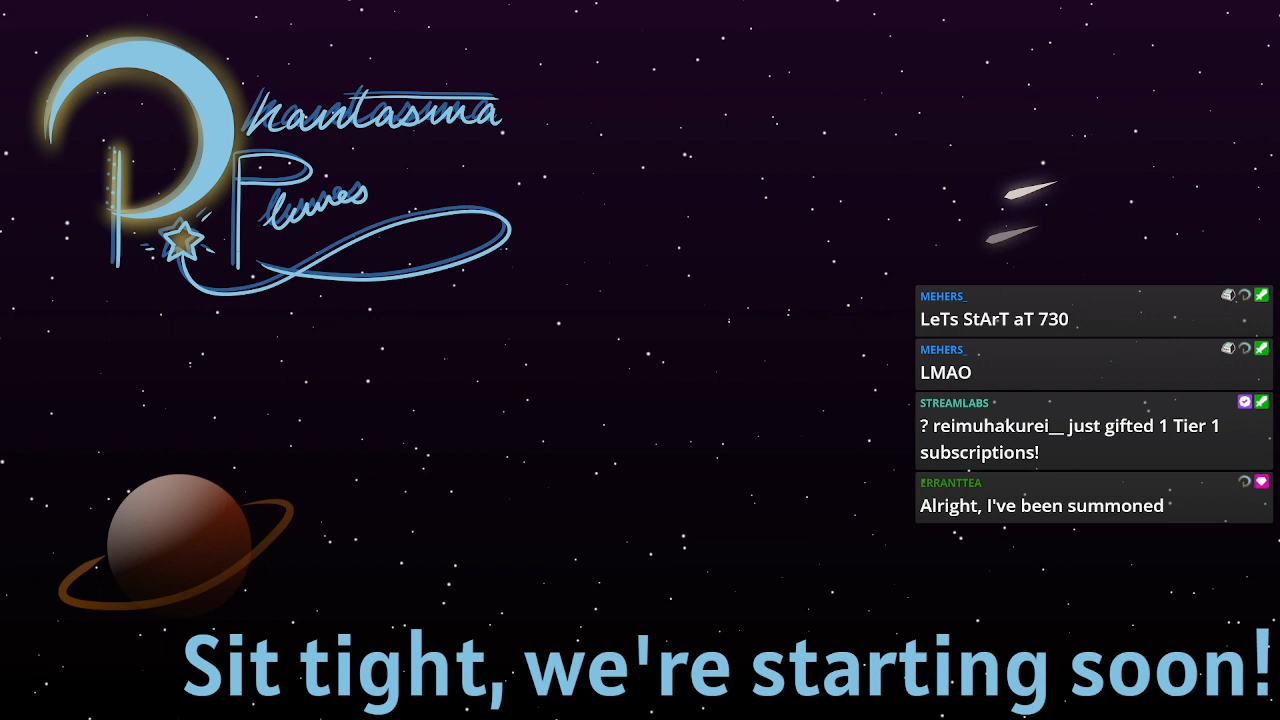 Phantasma
Plumes
MEHERS_
LeTs StArT aT 730
MEHERS_
LMAO
STREAMLABS
? reimuhakurei__ just gifted 1 Tier 1
subscriptions!
ERRANTTEA
Alright, I've been summoned
Sit tight, we're starting soon!